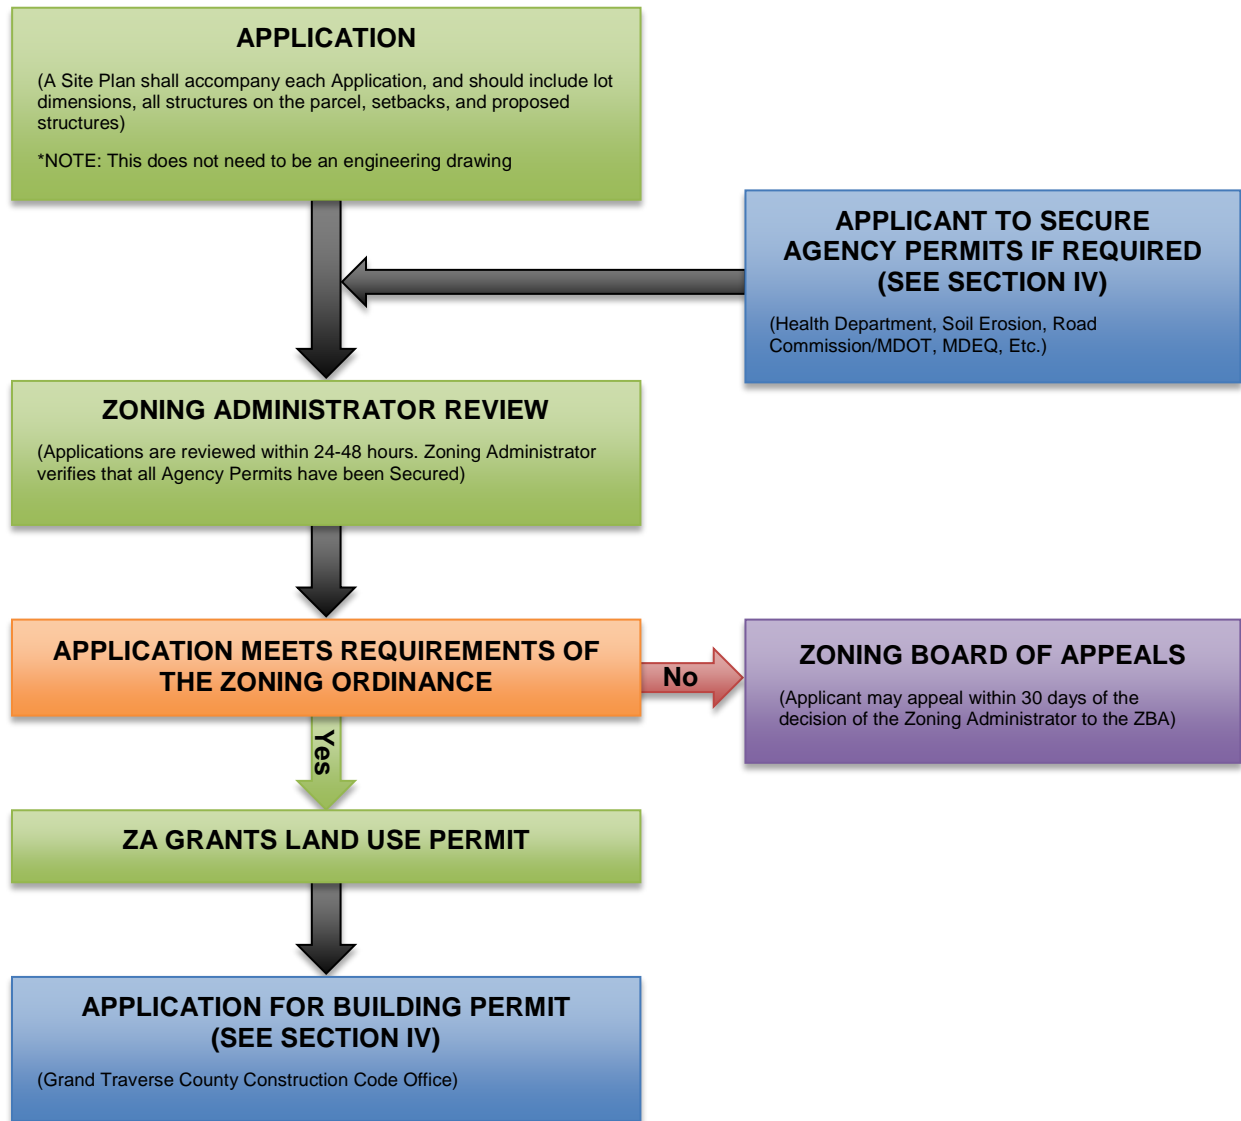 APPLICATION
(A Site Plan shall accompany each Application, and should include lot
dimensions, all structures on the parcel, setbacks, and proposed
structures)
*NOTE: This does not need to be an engineering drawing
APPLICANT TO SECURE
AGENCY PERMITS IF REQUIRED
(SEE SECTION IV)
(Health Department, Soil Erosion, Road
Commission/MDOT, MDEQ, Etc.)
ZONING ADMINISTRATOR REVIEW
(Applications are reviewed within 24-48 hours. Zoning Administrator
verifies that all Agency Permits have been Secured)
APPLICATION MEETS REQUIREMENTS OF
THE ZONING ORDINANCE
No
ZONING BOARD OF APPEALS
(Applicant may appeal within 30 days of the
decision of the Zoning Administrator to the ZBA)
Yes
ZA GRANTS LAND USE PERMIT
APPLICATION FOR BUILDING PERMIT
(SEE SECTION IV)
(Grand Traverse County Construction Code Office)